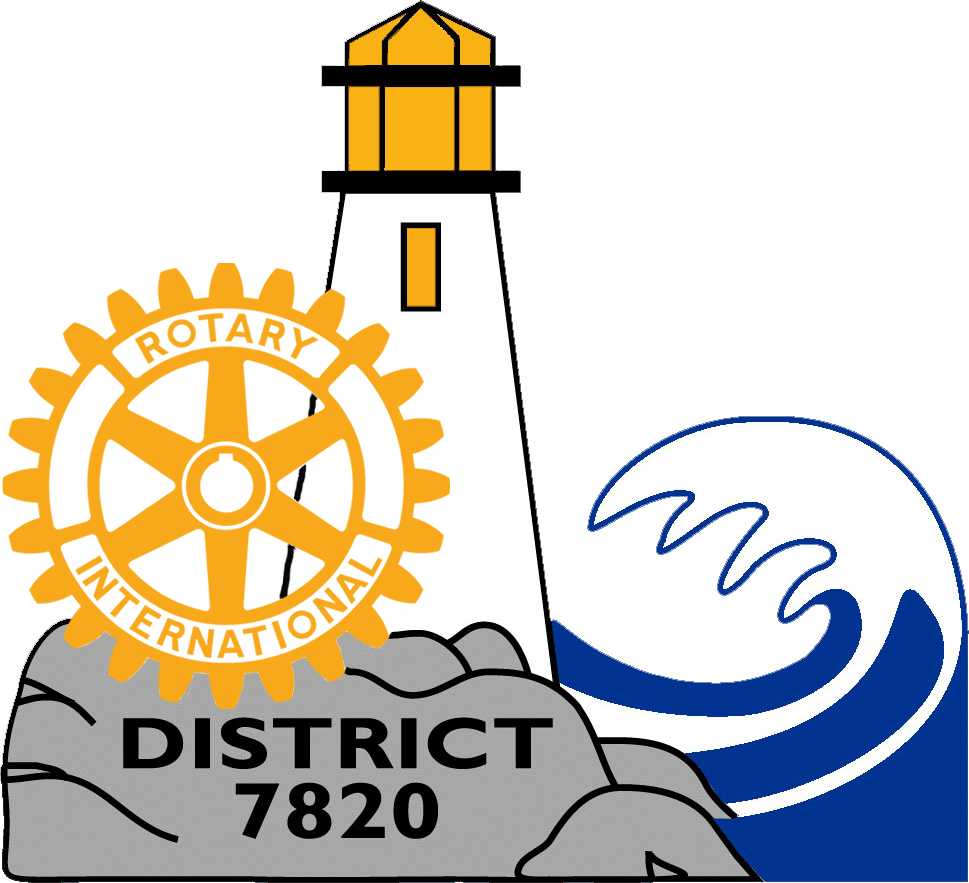 ROTARY
INTERNATIONAL
DISTRICT
7820